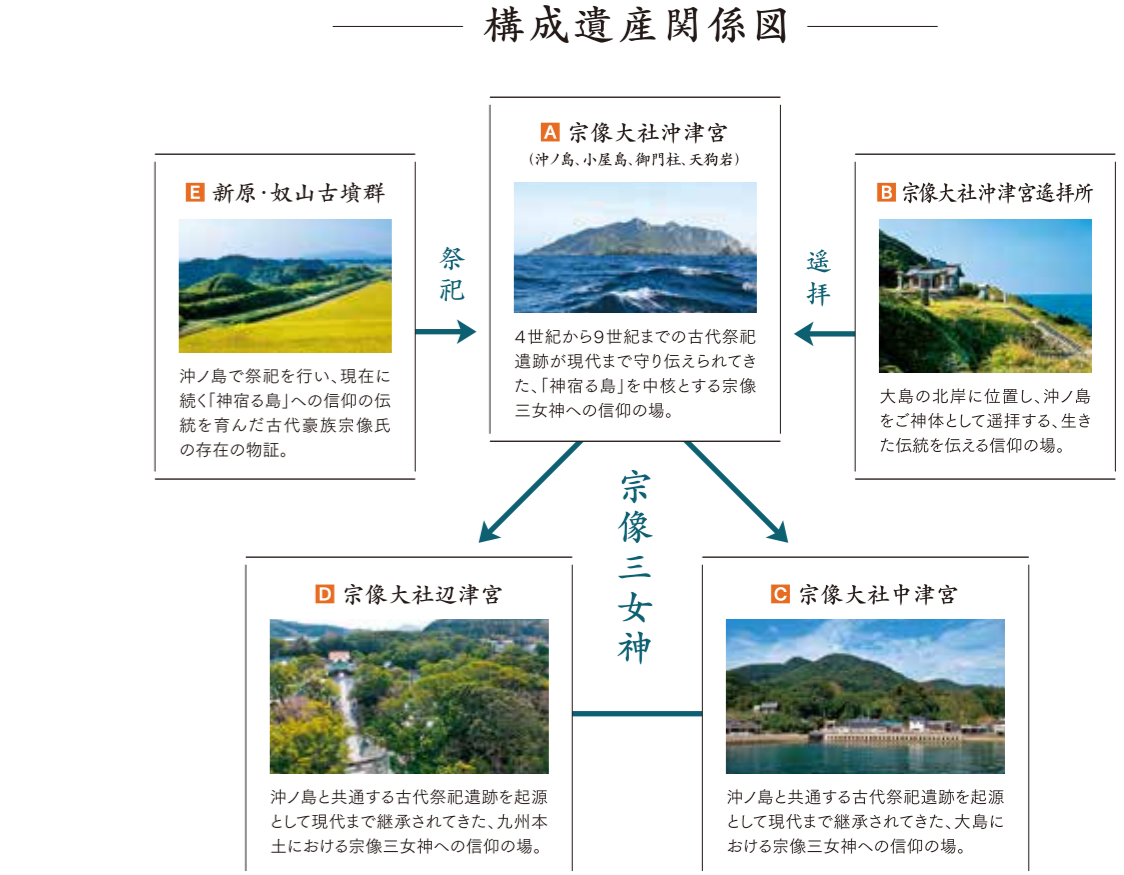 構成遺産関係図
A 宗像大社沖津宮
(沖ノ島、小屋島、御門柱、天狗岩)
4世紀から9世紀までの古代祭祀
遺跡が現代まで守り伝えられてき
た、「神宿る島」を中核とする宗像
三女神への信仰の場。
E 新原・奴山古墳群
沖ノ島で祭祀を行い、現在に
続く「神宿る島」への信仰の伝
統を育んだ古代豪族宗像氏
の存在の物証。
祭祀
遥拝
B 宗像大社沖津宮遙拝所
大島の北岸に位置し、沖ノ島
をご神体として遥拝する、生き
た伝統を伝える信仰の場。
宗像三女神
D 宗像大社辺津宮
沖ノ島と共通する古代祭祀遺跡を起源
として現代まで継承されてきた、九州本
土における宗像三女神への信仰の場。
C 宗像大社中津宮
沖ノ島と共通する古代祭祀遺跡を起源
として現代まで継承されてきた、大島に
おける宗像三女神への信仰の場。